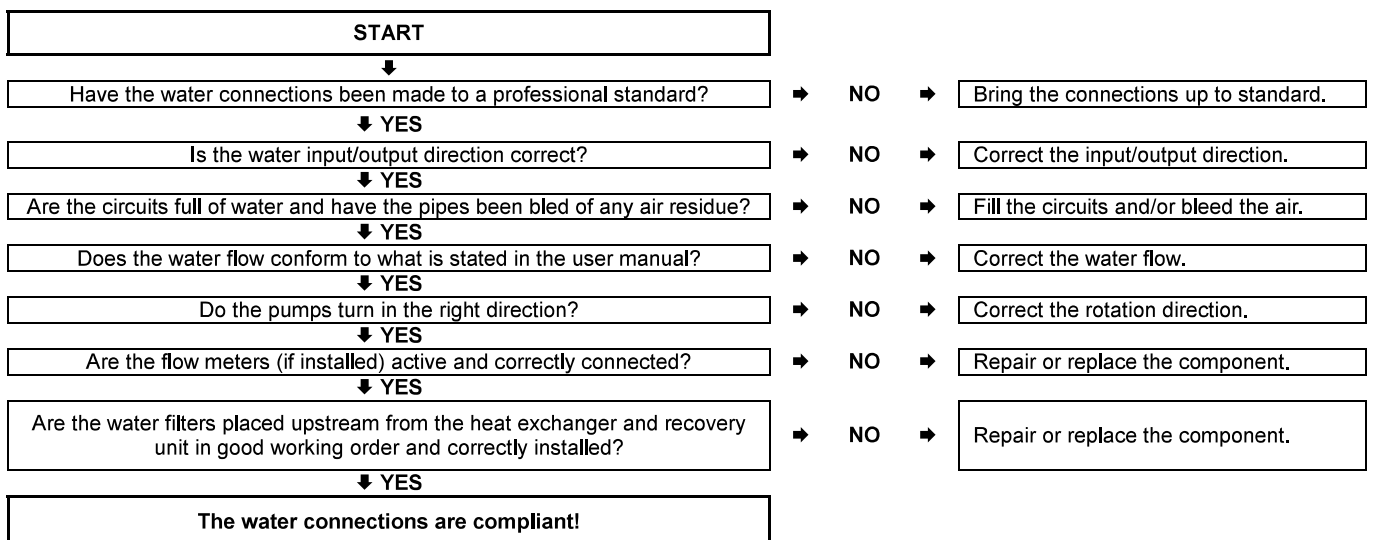 START
Have the water connections been made to a professional standard? NO Bring the connections up to standard.
YES
Is the water input/output direction correct? NO Correct the input/output direction.
YES
Are the circuits full of water and have the pipes been bled of any air residue? NO Fill the circuits and/or bleed the air.
YES
Does the water flow conform to what is stated in the user manual? NO Correct the water flow.
YES
Do the pumps turn in the right direction? NO Correct the rotation direction.
YES
Are the flow meters (if installed) active and correctly connected? NO Repair or replace the component.
YES
Are the water filters placed upstream from the heat exchanger and recovery
unit in good working order and correctly installed? NO Repair or replace the component.
YES
The water connections are compliant!